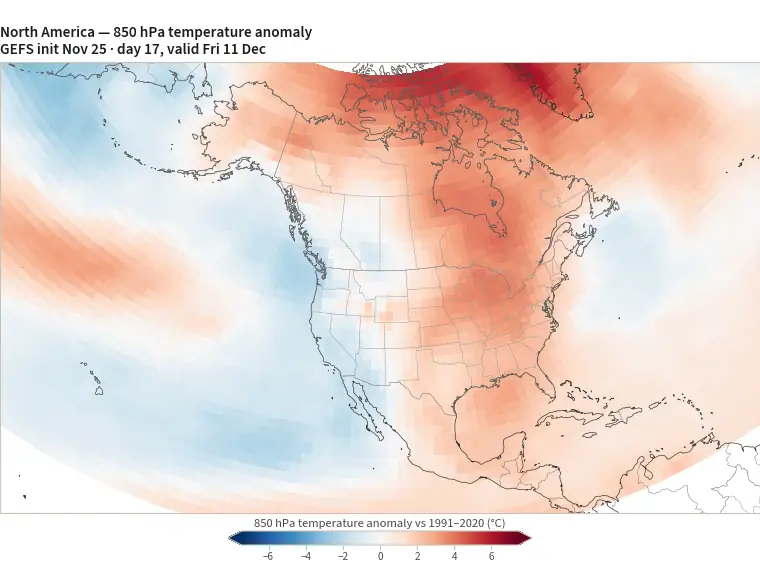 North America — 850 hPa temperature anomaly
GEFS init Nov 25 · day 17, valid Fri 11 Dec
850 hPa temperature anomaly vs 1991–2020 (°C)
−6 −4 −2 0 2 4 6